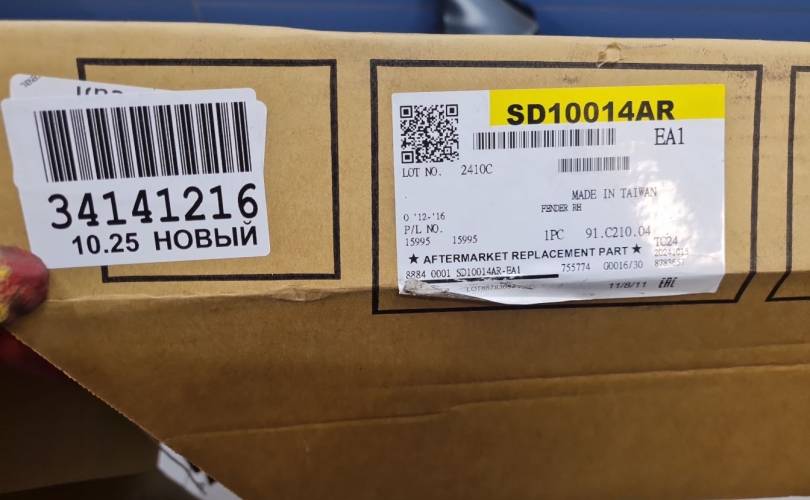 34141216
10.25 НОВЫЙ
SD10014AR
EA1
LOT NO. 2410C
MADE IN TAIWAN
FENDER RH
O '12-'16
P/L NO.
15995 15995
1PC 91.C210.04
TC24
★ AFTERMARKET REPLACEMENT PART ★
8884 0001 SD10014AR-EA1 755774 G0016/30
11/8/11 EAC